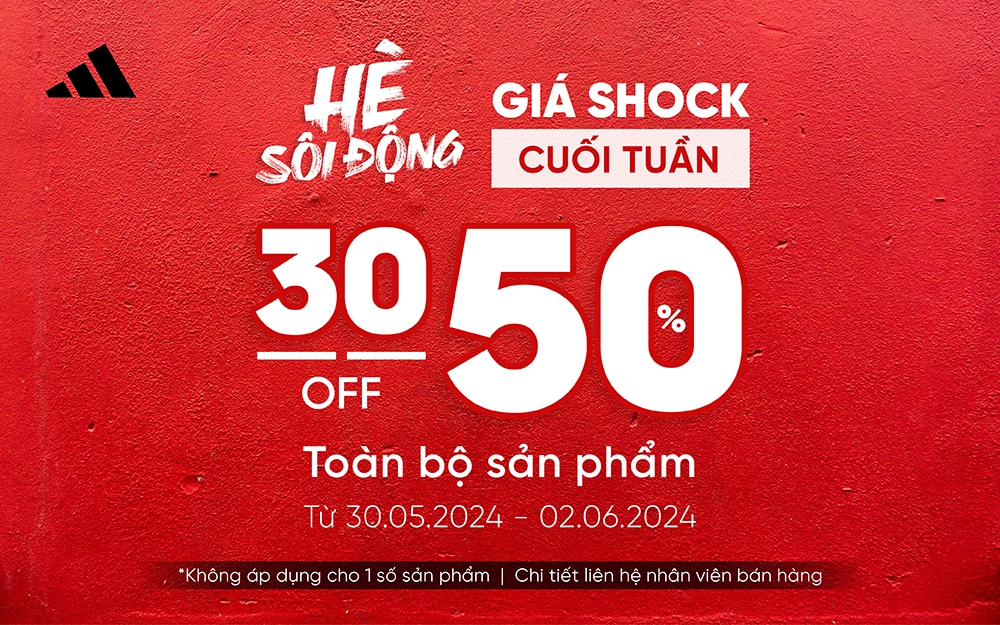 HÈ
SÔI ĐỘNG
GIÁ SHOCK
CUỐI TUẦN
30
OFF
50%
Toàn bộ sản phẩm
Từ 30.05.2024 - 02.06.2024
*Không áp dụng cho 1 số sản phẩm | Chi tiết liên hệ nhân viên bán hàng